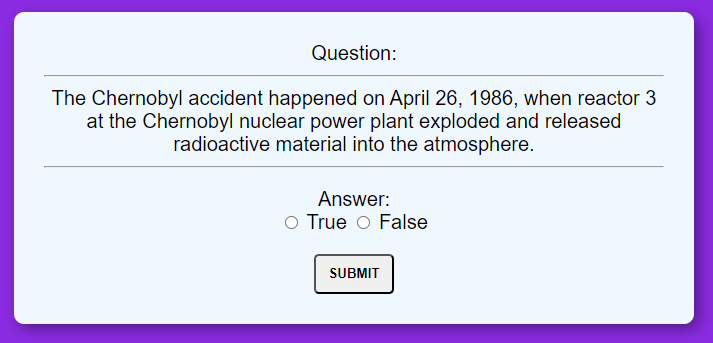 Question:
The Chernobyl accident happened on April 26, 1986, when reactor 3
at the Chernobyl nuclear power plant exploded and released
radioactive material into the atmosphere.
Answer:
True False
SUBMIT